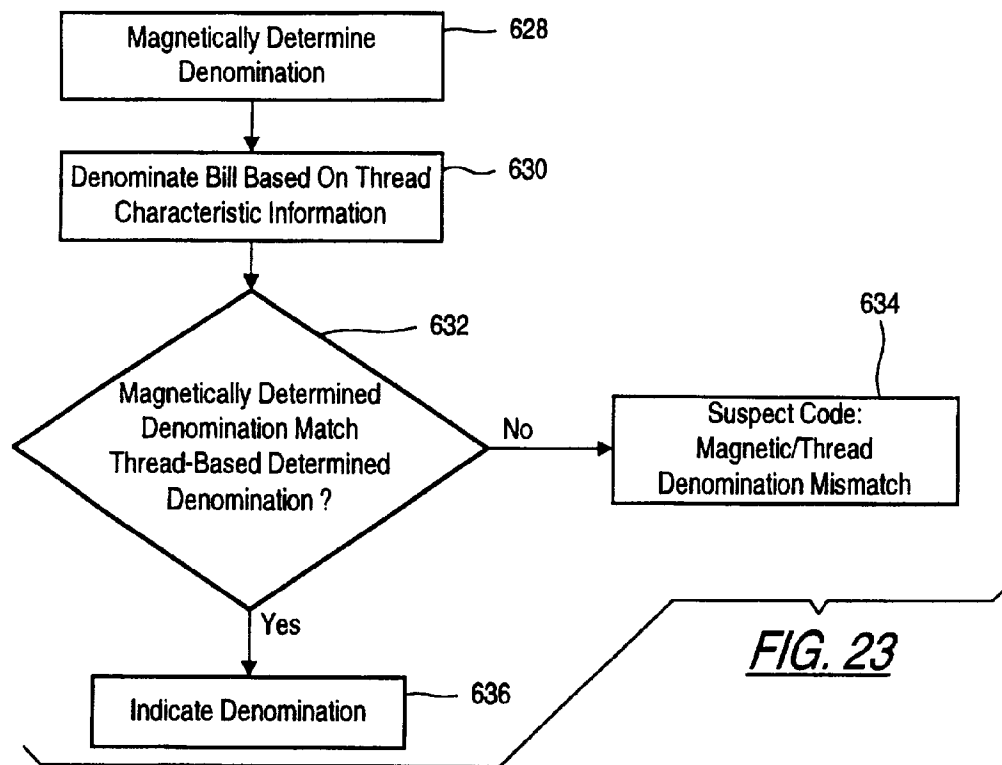 Magnetically Determine
Denomination
628
Denominate Bill Based On Thread
Characteristic Information
630
632
Magnetically Determined
Denomination Match
Thread-Based Determined
Denomination ?
No
634
Suspect Code:
Magnetic/Thread
Denomination Mismatch
Yes
Indicate Denomination
636
FIG. 23